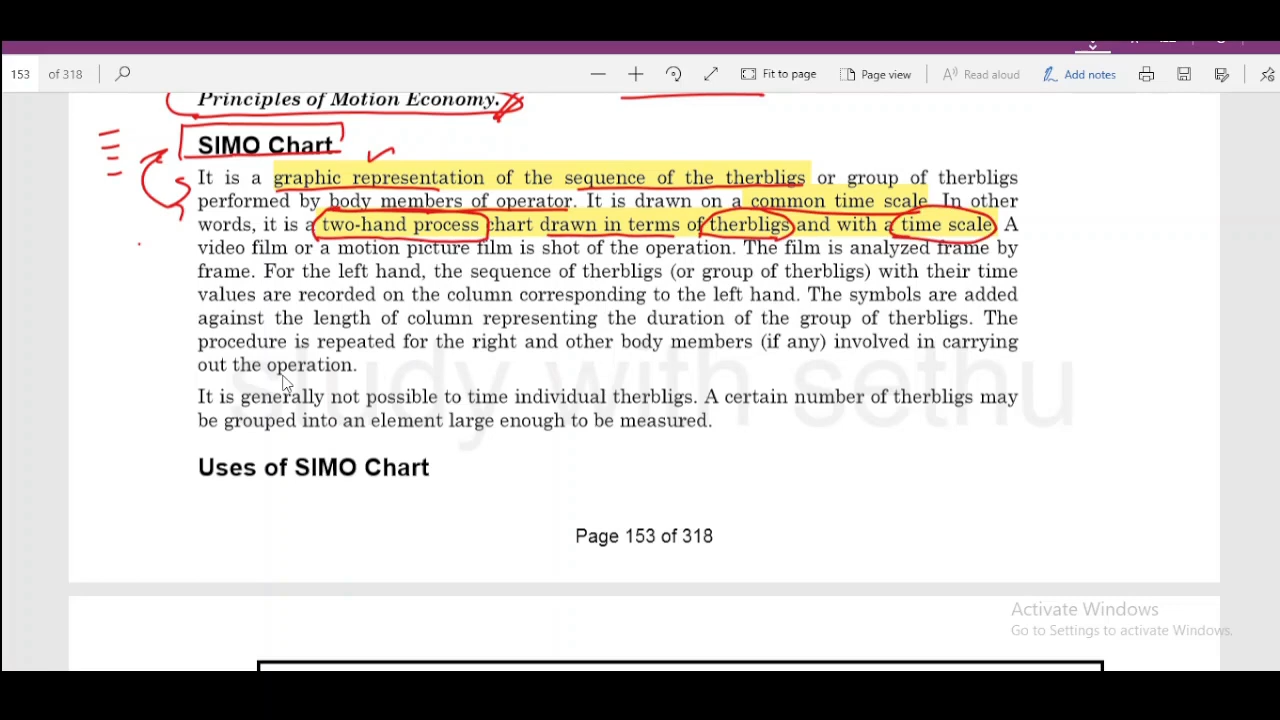 153 of 318 Fit to page Page view Read aloud Add notes
Principles of Motion Economy.
SIMO Chart
It is a graphic representation of the sequence of the therbligs or group of therbligs
performed by body members of operator. It is drawn on a common time scale. In other
words, it is a two-hand process chart drawn in terms of therbligs and with a time scale. A
video film or a motion picture film is shot of the operation. The film is analyzed frame by
frame. For the left hand, the sequence of therbligs (or group of therbligs) with their time
values are recorded on the column corresponding to the left hand. The symbols are added
against the length of column representing the duration of the group of therbligs. The
procedure is repeated for the right and other body members (if any) involved in carrying
out the operation.
study with sethu
It is generally not possible to time individual therbligs. A certain number of therbligs may
be grouped into an element large enough to be measured.
Uses of SIMO Chart
Page 153 of 318
Activate Windows
Go to Settings to activate Windows.